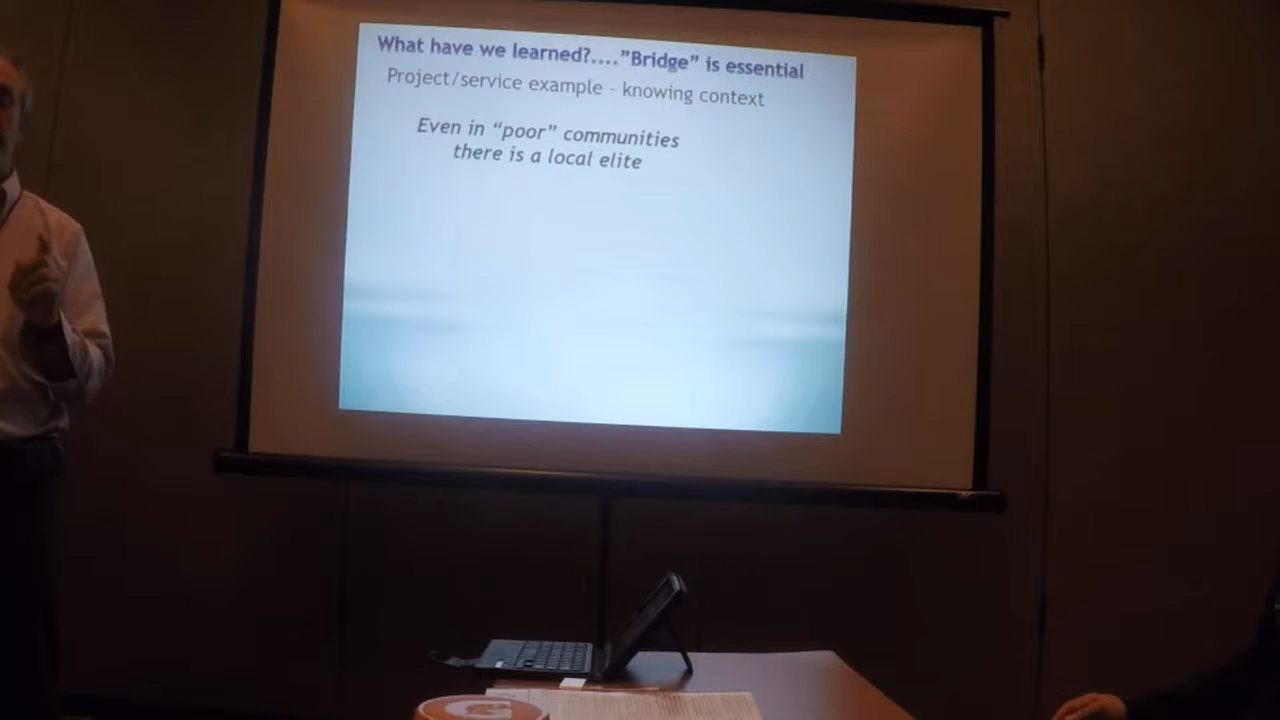 What have we learned?....”Bridge” is essential
Project/service example - knowing context
Even in “poor” communities
there is a local elite